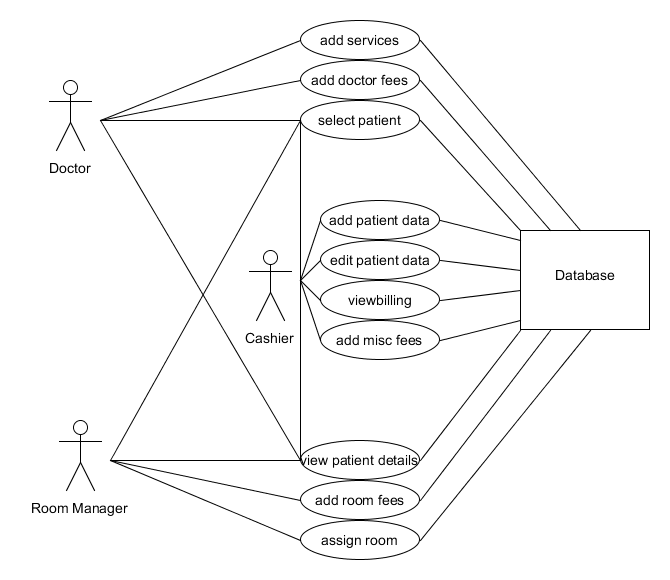 add services
add doctor fees
select patient
Doctor
add patient data
edit patient data
Database
viewbilling
Cashier
add misc fees
view patient details
add room fees
Room Manager
assign room